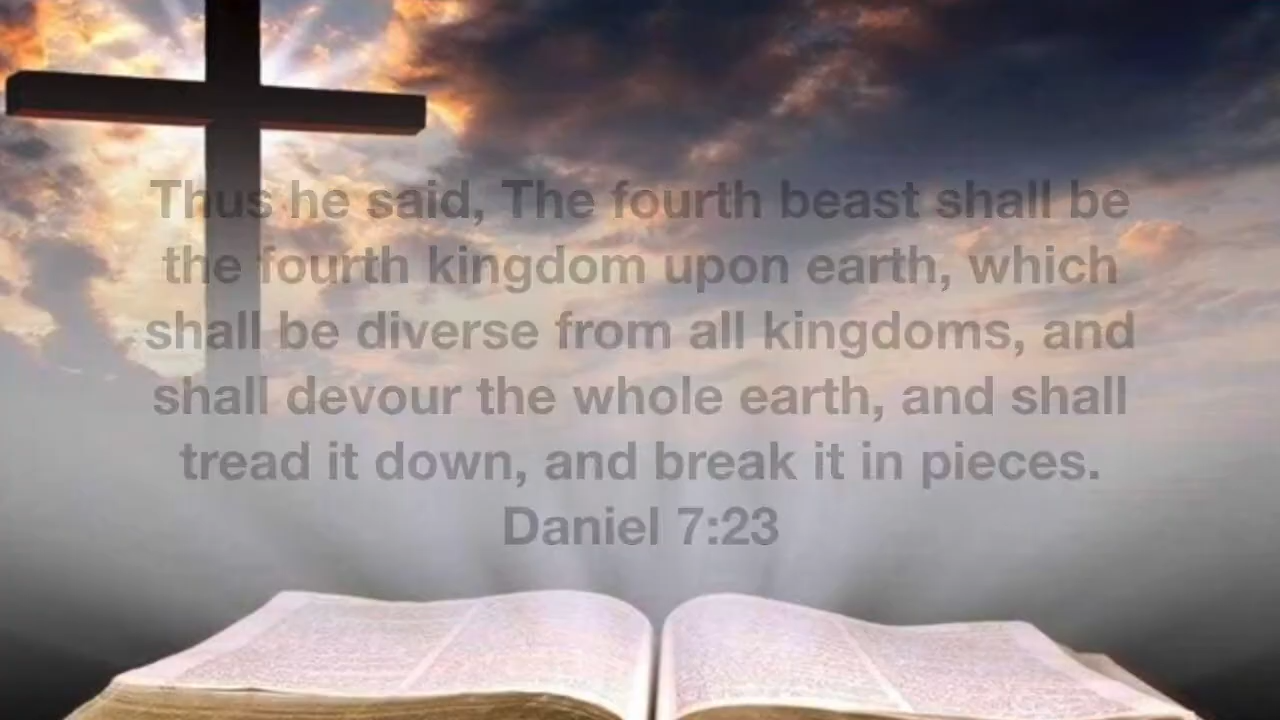 Thus he said, The fourth beast shall be
the fourth kingdom upon earth, which
shall be diverse from all kingdoms, and
shall devour the whole earth, and shall
tread it down, and break it in pieces.
Daniel 7:23